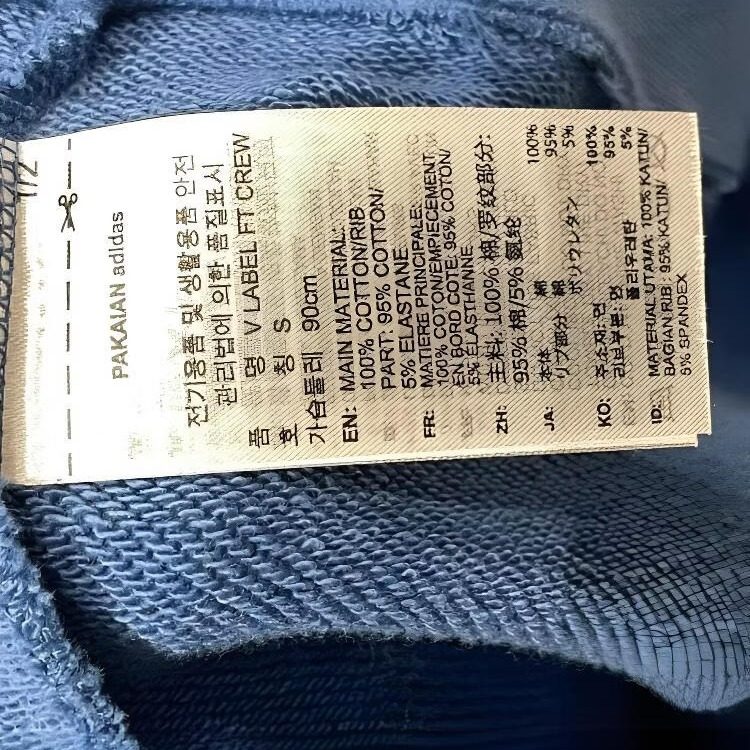 1/2
PAKAIAN adidas
전기용품 및 생활용품 안전
관리법에 의한 품질표시
품 명 V LABEL FT CREW
호 칭 S
가슴둘레 90cm
EN: MAIN MATERIAL:
100% COTTON/RIB
PART: 95% COTTON/
5% ELASTANE
FR: MATIERE PRINCIPALE:
100% COTON/EMPIECEMENT
EN BORD COTE: 95% COTON/
5% ELASTHANNE
ZH: 主料: 100% 棉/罗纹部分:
95% 棉/5% 氨纶
JA: 本体 綿 100%
リブ部分 綿 95%
ポリウレタン 5%
KO: 주소재: 면 100%
리브부분: 면 95%
폴리우레탄 5%
ID: MATERIAL UTAMA: 100% KATUN/
BAGIAN RIB : 95% KATUN/
5% SPANDEX